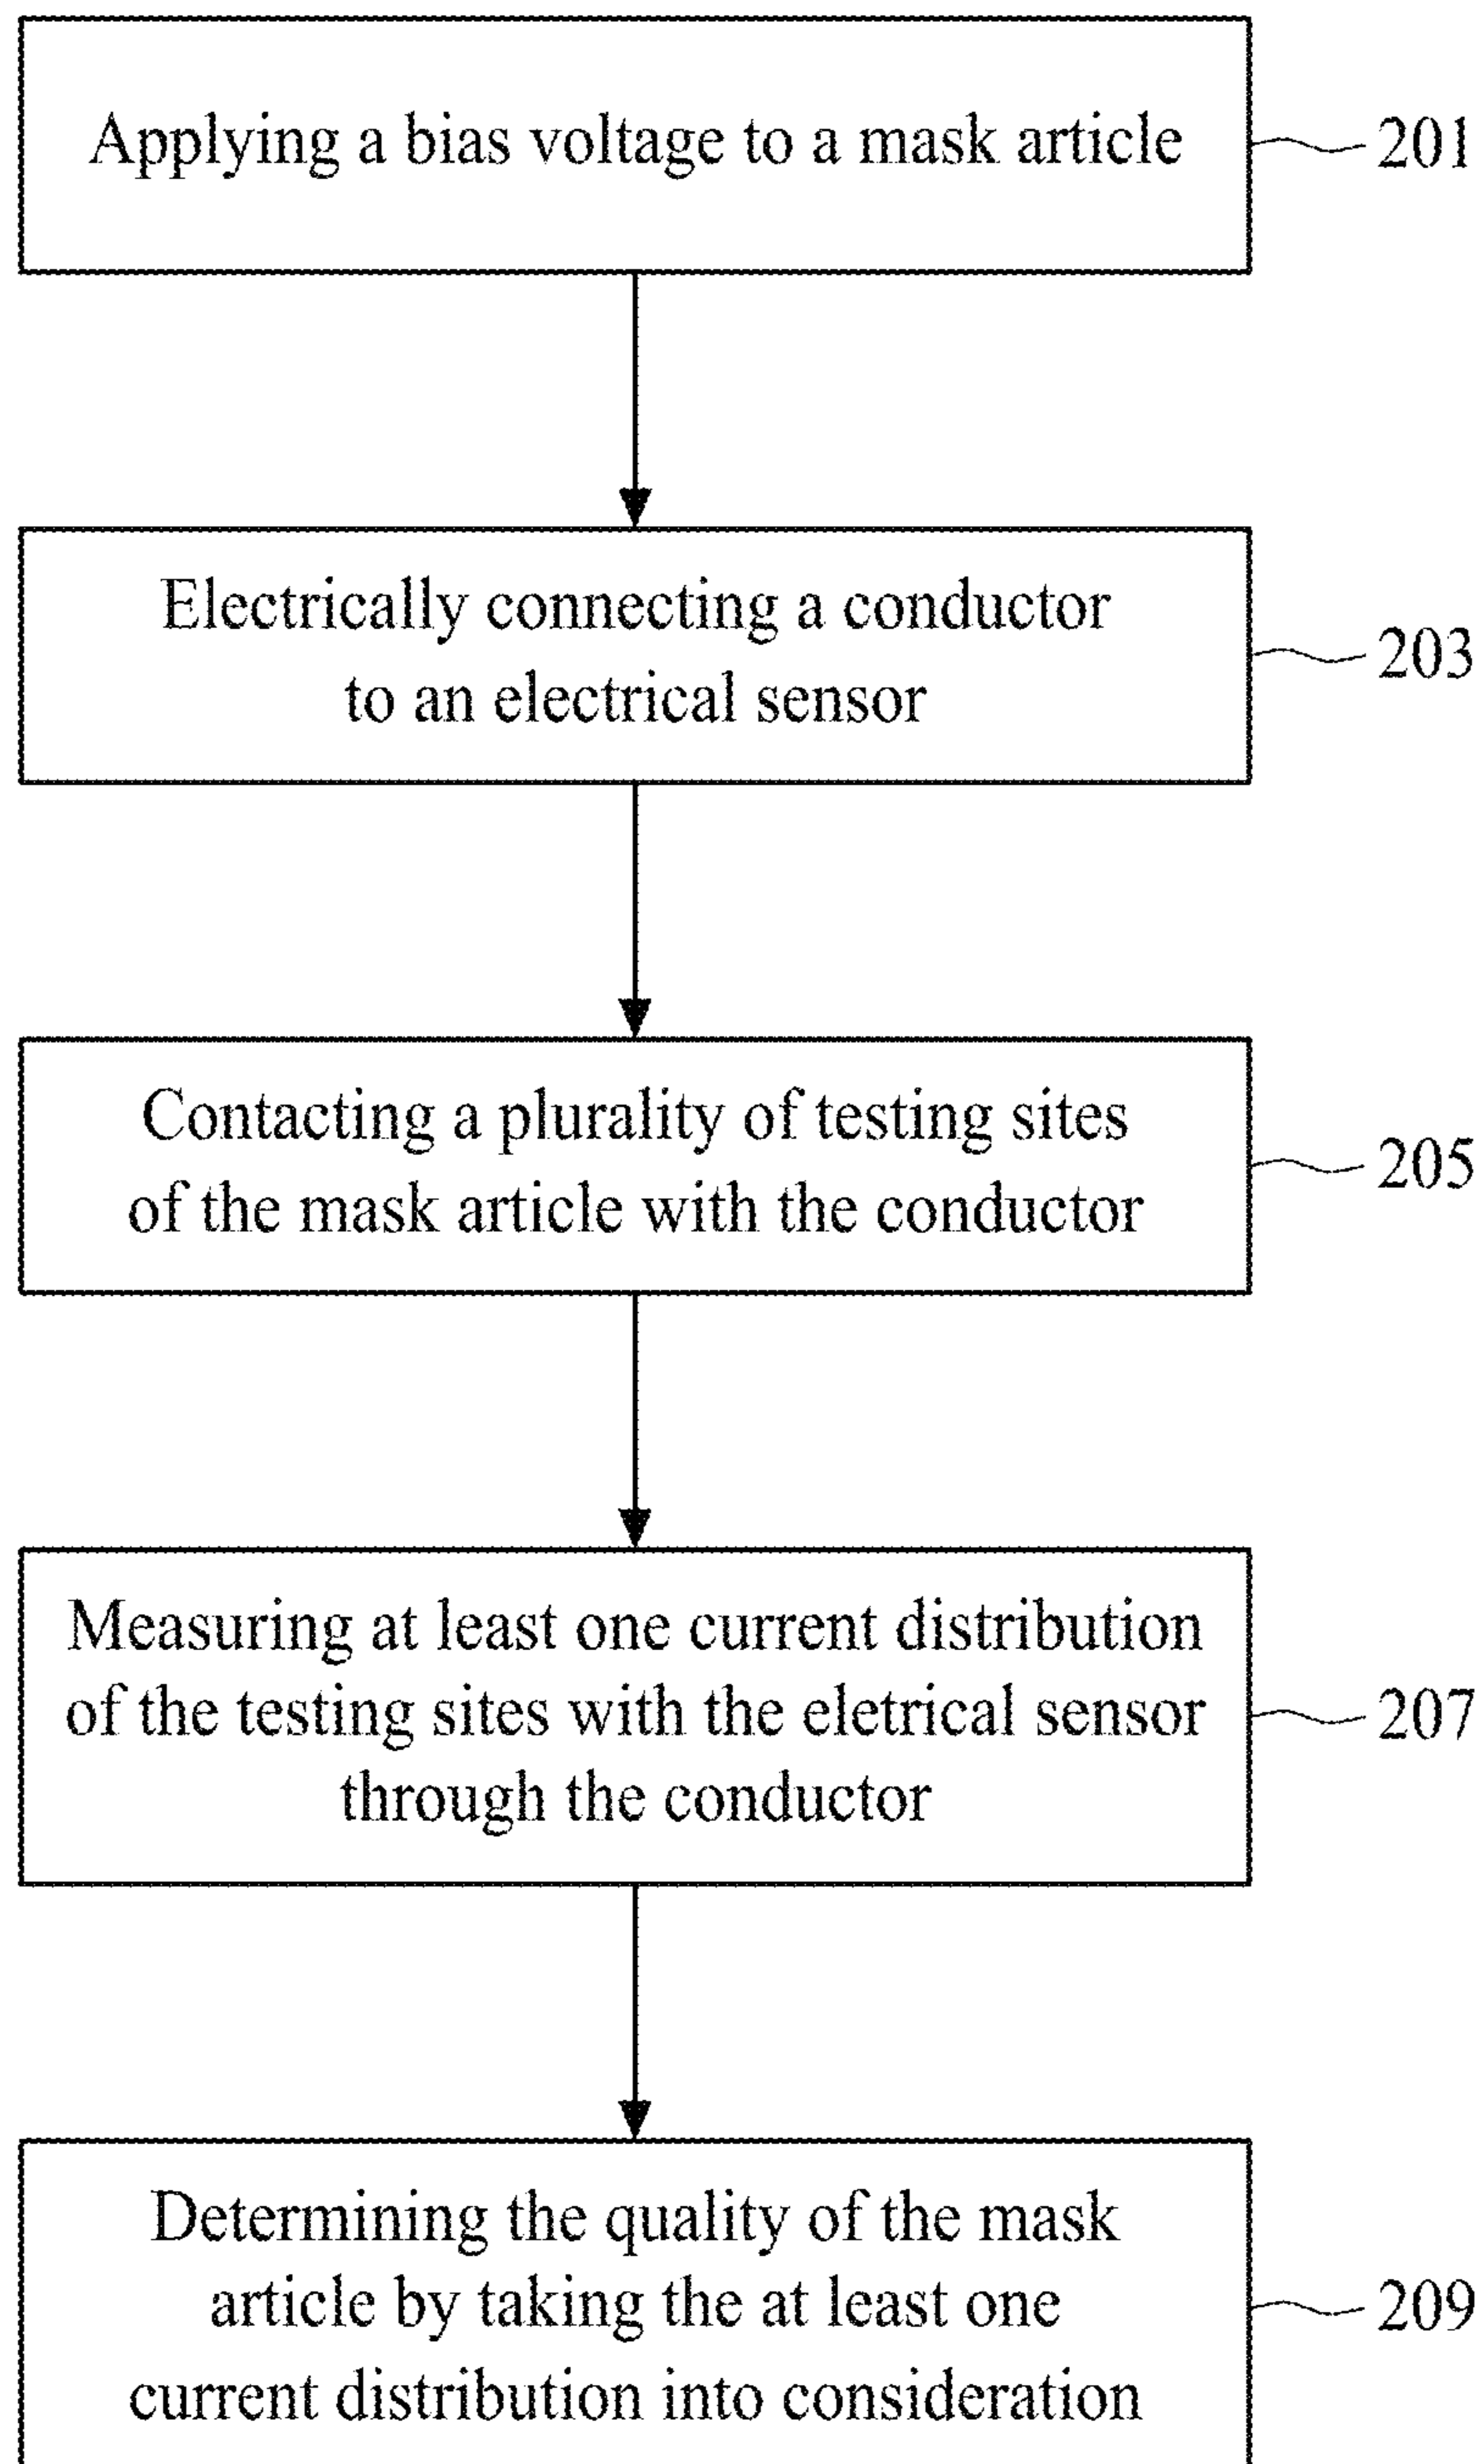 Applying a bias voltage to a mask article
201
Electrically connecting a conductor
to an electrical sensor
203
Contacting a plurality of testing sites
of the mask article with the conductor
205
Measuring at least one current distribution
of the testing sites with the eletrical sensor
through the conductor
207
Determining the quality of the mask
article by taking the at least one
current distribution into consideration
209